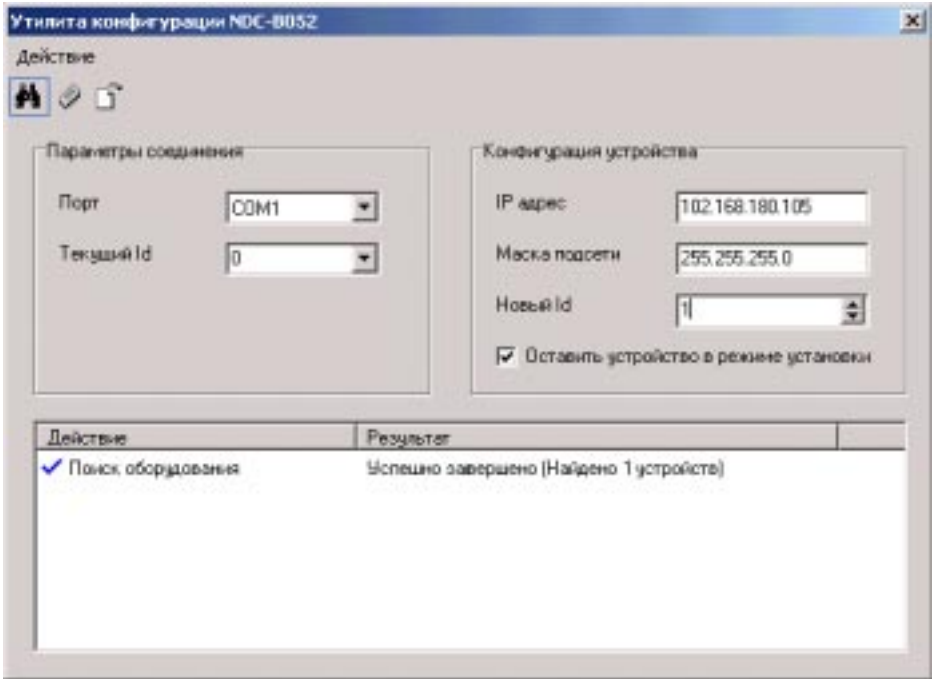 Утилита конфигурации NDC-B052
Действие
Параметры соединения
Порт
COM1
Текущий Id
0
Конфигурация устройства
IP адрес
102.168.180.105
Маска подсети
255.255.255.0
Новый Id
1
Оставить устройство в режиме установки
Действие Результат
Поиск оборудования Успешно завершено (Найдено 1 устройств)